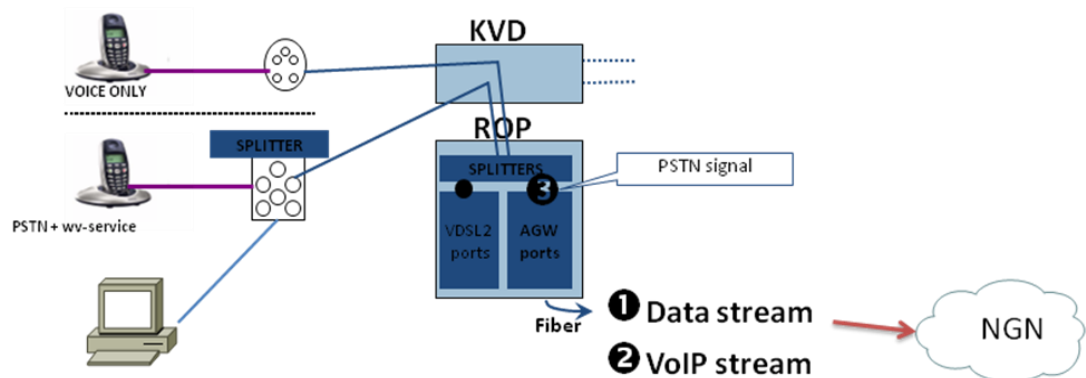 KVD
VOICE ONLY
ROP
SPLITTER
SPLITTERS
3
PSTN signal
PSTN + wv-service
VDSL2
ports
AGW
ports
Fiber
1 Data stream
2 VoIP stream
NGN